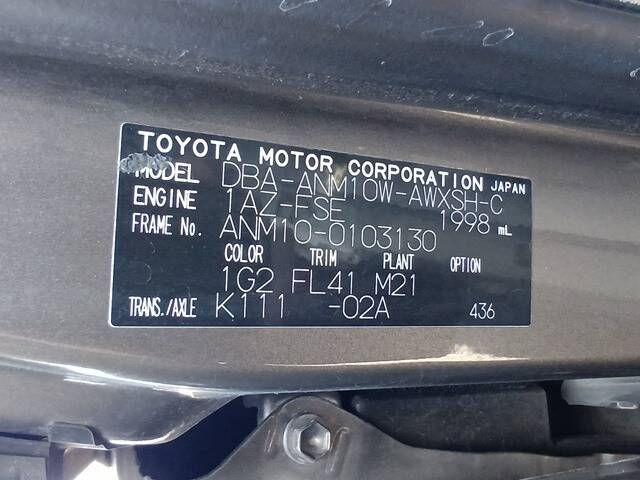 TOYOTA MOTOR CORPORATION JAPAN
MODEL DBA-ANM10W-AWXSH-C
ENGINE 1AZ-FSE 1998 mL
FRAME No. ANM10-0103130
COLOR TRIM PLANT OPTION
1G2 FL41 M21
TRANS./AXLE K111 -02A 436